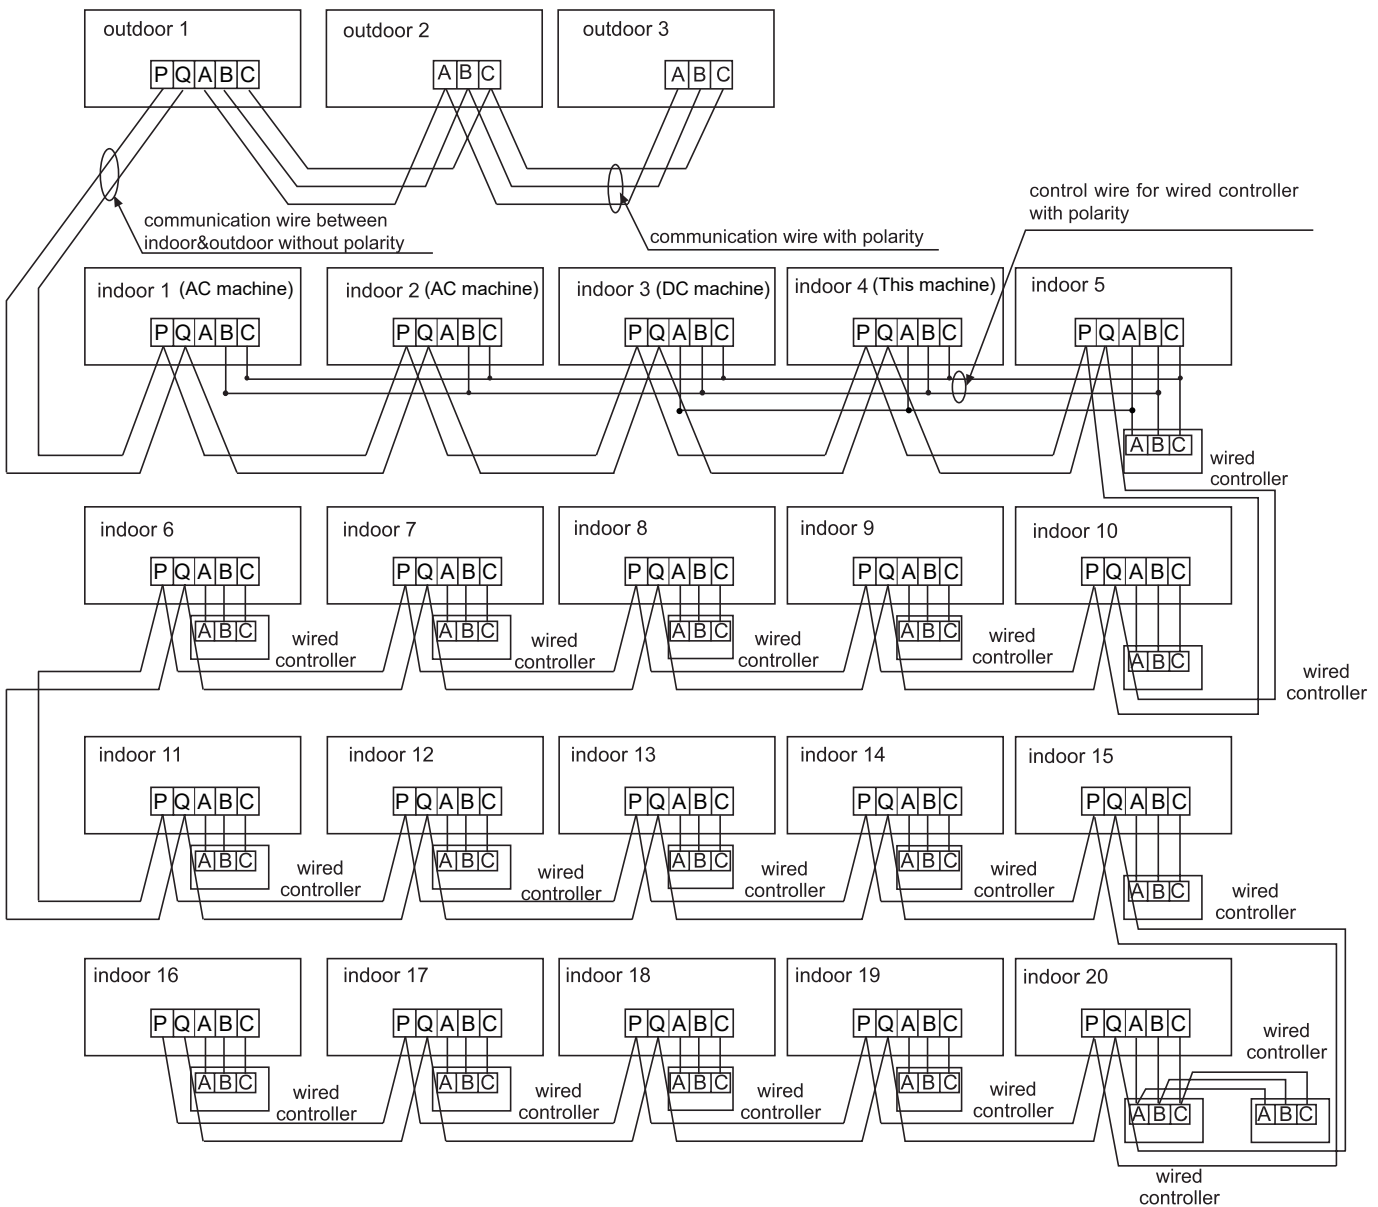 outdoor 1
outdoor 2
outdoor 3
P Q A B C
A B C
A B C
communication wire between
indoor&outdoor without polarity
communication wire with polarity
control wire for wired controller
with polarity
indoor 1 (AC machine)
indoor 2 (AC machine)
indoor 3 (DC machine)
indoor 4 (This machine)
indoor 5
P Q A B C
P Q A B C
P Q A B C
P Q A B C
P Q A B C
A B C
wired
controller
indoor 6
indoor 7
indoor 8
indoor 9
indoor 10
P Q A B C
P Q A B C
P Q A B C
P Q A B C
P Q A B C
A B C
wired
controller
A B C
wired
controller
A B C
wired
controller
A B C
wired
controller
A B C
wired
controller
indoor 11
indoor 12
indoor 13
indoor 14
indoor 15
P Q A B C
P Q A B C
P Q A B C
P Q A B C
P Q A B C
A B C
wired
controller
A B C
wired
controller
A B C
wired
controller
A B C
wired
controller
A B C
wired
controller
indoor 16
indoor 17
indoor 18
indoor 19
indoor 20
P Q A B C
P Q A B C
P Q A B C
P Q A B C
P Q A B C
A B C
wired
controller
A B C
wired
controller
A B C
wired
controller
A B C
wired
controller
A B C
wired
controller
A B C
wired
controller